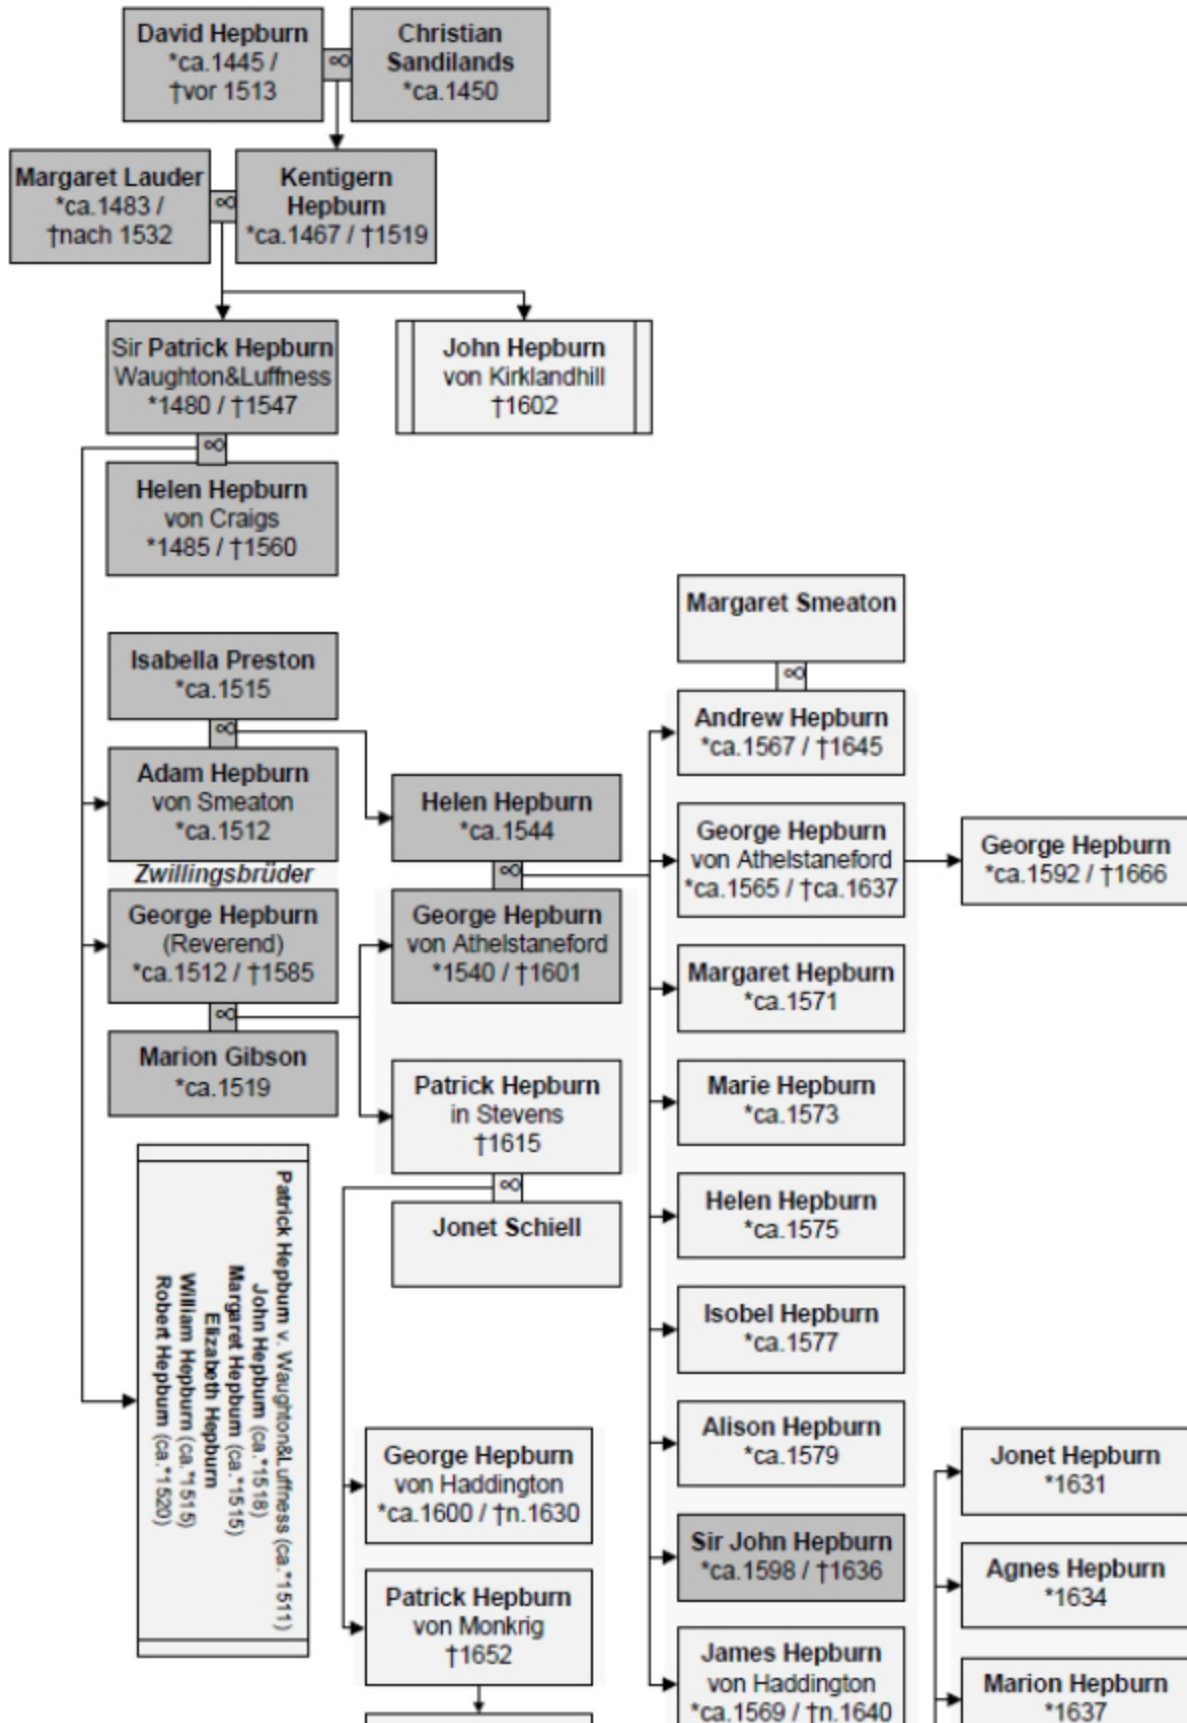 David Hepburn
*ca.1445 /
†vor 1513
∞
Christian
Sandilands
*ca.1450
Margaret Lauder
*ca.1483 /
†nach 1532
∞
Kentigern
Hepburn
*ca.1467 / †1519
Sir Patrick Hepburn
Waughton&Luffness
*1480 / †1547
John Hepburn
von Kirklandhill
†1602
∞
Helen Hepburn
von Craigs
*1485 / †1560
Isabella Preston
*ca.1515
∞
Adam Hepburn
von Smeaton
*ca.1512
Zwillingsbrüder
George Hepburn
(Reverend)
*ca.1512 / †1585
∞
Marion Gibson
*ca.1519
Patrick Hepburn v. Waughton&Luffness (ca.*1511)
John Hepburn (ca.*1518)
Margaret Hepburn (ca.*1515)
Elizabeth Hepburn
William Hepburn (ca.*1515)
Robert Hepburn (ca.*1520)
Helen Hepburn
*ca.1544
∞
George Hepburn
von Athelstaneford
*1540 / †1601
Patrick Hepburn
in Stevens
†1615
∞
Jonet Schiell
George Hepburn
von Haddington
*ca.1600 / †n.1630
Patrick Hepburn
von Monkrig
†1652
Margaret Smeaton
∞
Andrew Hepburn
*ca.1567 / †1645
George Hepburn
von Athelstaneford
*ca.1565 / †ca.1637
Margaret Hepburn
*ca.1571
Marie Hepburn
*ca.1573
Helen Hepburn
*ca.1575
Isobel Hepburn
*ca.1577
Alison Hepburn
*ca.1579
Sir John Hepburn
*ca.1598 / †1636
James Hepburn
von Haddington
*ca.1569 / †n.1640
George Hepburn
*ca.1592 / †1666
Jonet Hepburn
*1631
Agnes Hepburn
*1634
Marion Hepburn
*1637